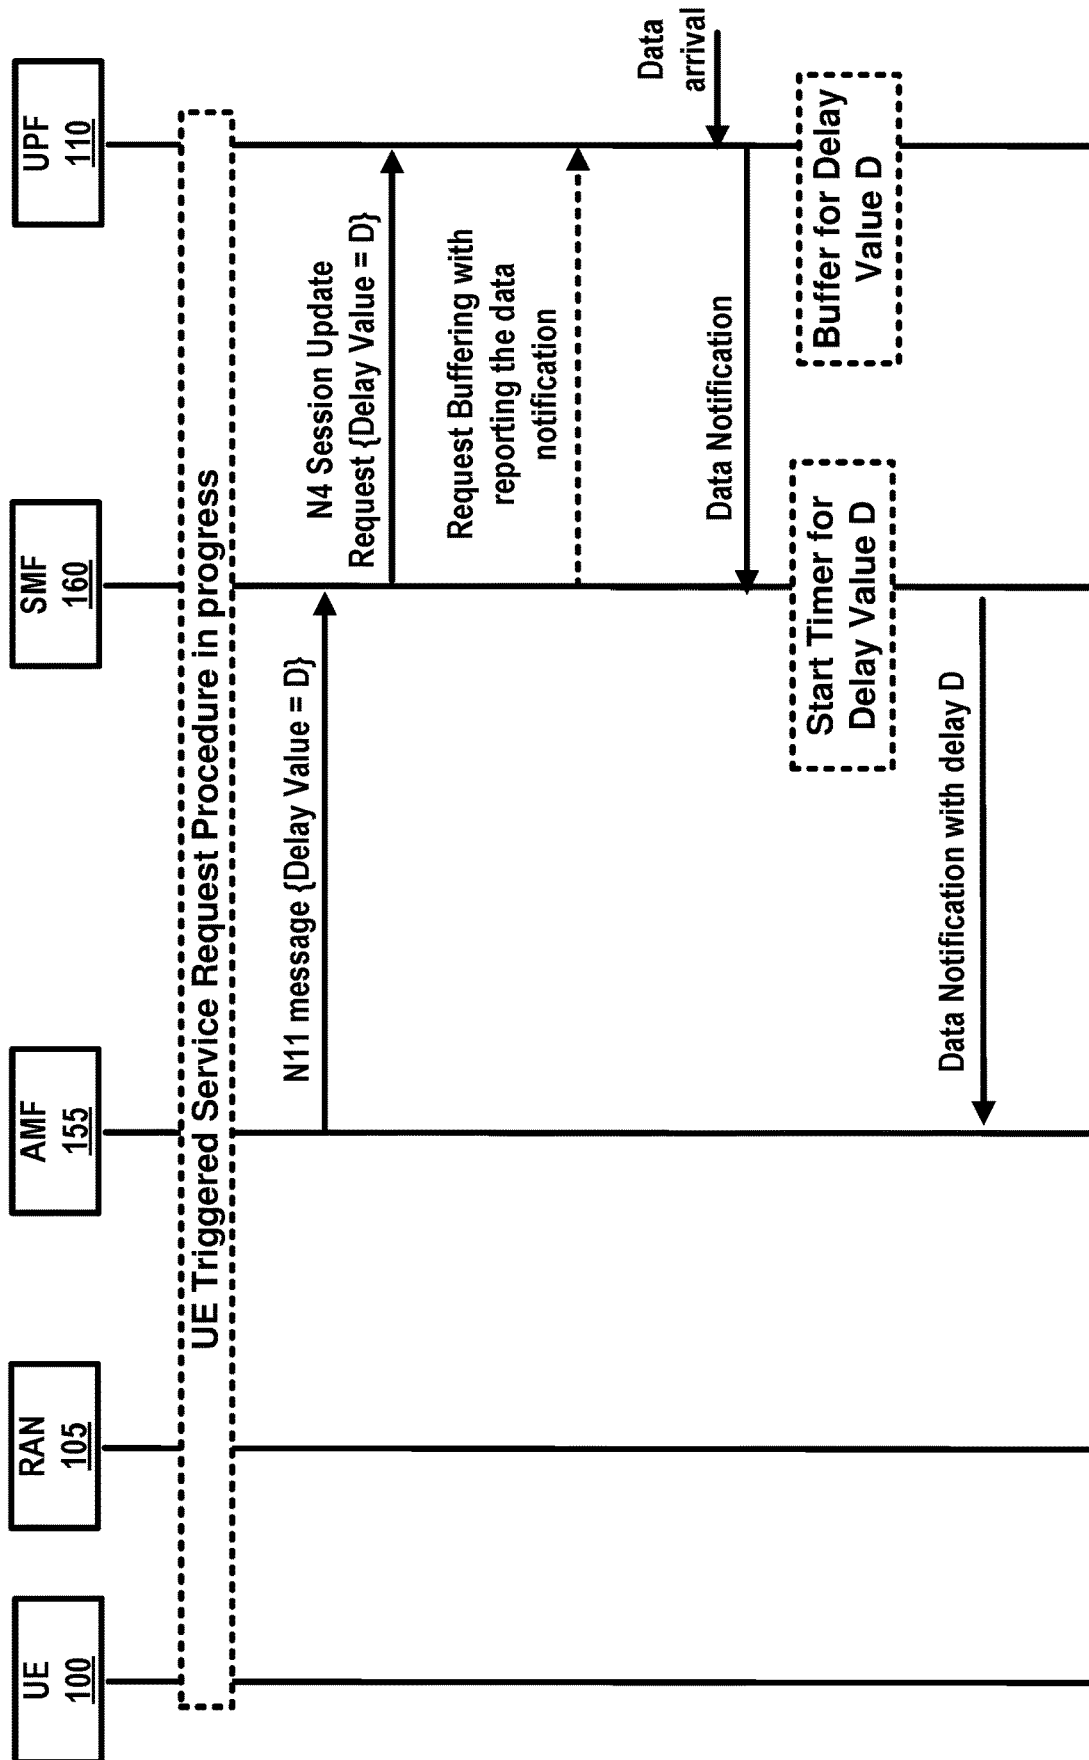 UE
100
RAN
105
AMF
155
SMF
160
UPF
110
UE Triggered Service Request Procedure in progress
N11 message {Delay Value = D}
N4 Session Update
Request {Delay Value = D}
Request Buffering with
reporting the data
notification
Data
arrival
Data Notification
Start Timer for
Delay Value D
Buffer for Delay
Value D
Data Notification with delay D